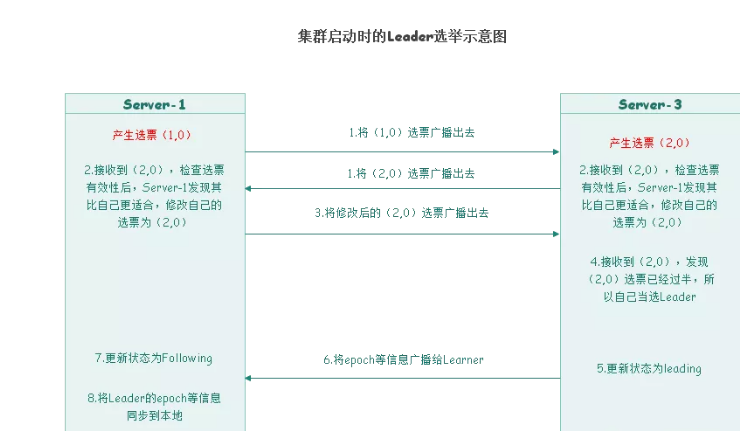 集群启动时的Leader选举示意图
Server-1
Server-3
产生选票（1,0）
1.将（1,0）选票广播出去
产生选票（2,0）
2.接收到（2,0），检查选票
有效性后，Server-1发现其
比自己更适合，修改自己的
选票为（2,0）
1.将（2,0）选票广播出去
2.接收到（2,0），检查选票
有效性后，Server-1发现其
比自己更适合，修改自己的
选票为（2,0）
3.将修改后的（2,0）选票广播出去
4.接收到（2,0），发现
（2,0）选票已经过半，所
以自己当选Leader
7.更新状态为Following
6.将epoch等信息广播给Learner
5.更新状态为leading
8.将Leader的epoch等信息
同步到本地